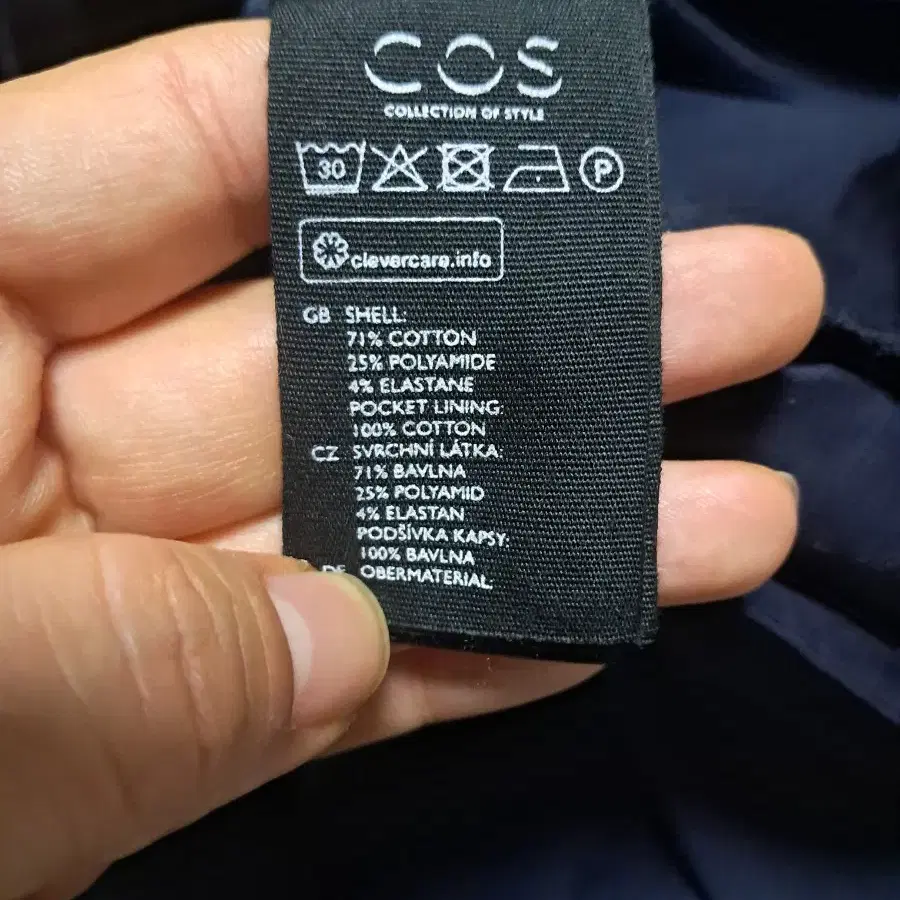 COS
COLLECTION OF STYLE
30 P
clevercare.info
GB SHELL:
71% COTTON
25% POLYAMIDE
4% ELASTANE
POCKET LINING:
100% COTTON
CZ SVRCHNÍ LÁTKA:
71% BAVLNA
25% POLYAMID
4% ELASTAN
PODŠÍVKA KAPSY:
100% BAVLNA
DE OBERMATERIAL: